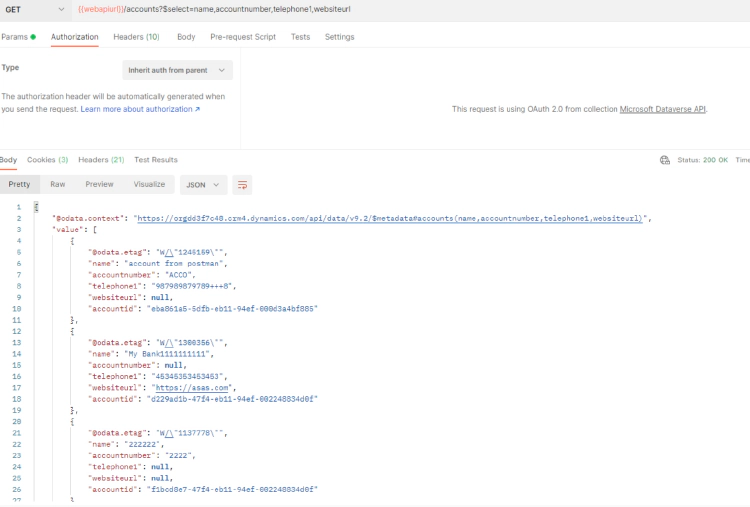 GET {{webapiurl}}/accounts?$select=name,accountnumber,telephone1,websiteurl
Params Authorization Headers (10) Body Pre-request Script Tests Settings
Type Inherit auth from parent
The authorization header will be automatically generated when
you send the request. Learn more about authorization ↗
This request is using OAuth 2.0 from collection Microsoft Dataverse API.
Body Cookies (3) Headers (21) Test Results Status: 200 OK Time
Pretty Raw Preview Visualize JSON
1 {
2 "@odata.context": "https://orgdd3f7c48.crm4.dynamics.com/api/data/v9.2/$metadata#accounts(name,accountnumber,telephone1,websiteurl)",
3 "value": [
4 {
5 "@odata.etag": "W/\"1245159\"",
6 "name": "account from postman",
7 "accountnumber": "ACCO",
8 "telephone1": "987989879789+++8",
9 "websiteurl": null,
10 "accountid": "eba861a5-5dfb-eb11-94ef-000d3a4bf885"
11 },
12 {
13 "@odata.etag": "W/\"1300356\"",
14 "name": "My Bank1111111111",
15 "accountnumber": null,
16 "telephone1": "45345353453453",
17 "websiteurl": "https://asas.com",
18 "accountid": "d229ad1b-47f4-eb11-94ef-002248834d0f"
19 },
20 {
21 "@odata.etag": "W/\"1137778\"",
22 "name": "222222",
23 "accountnumber": "2222",
24 "telephone1": null,
25 "websiteurl": null,
26 "accountid": "f1bcd8e7-47f4-eb11-94ef-002248834d0f"
27 }